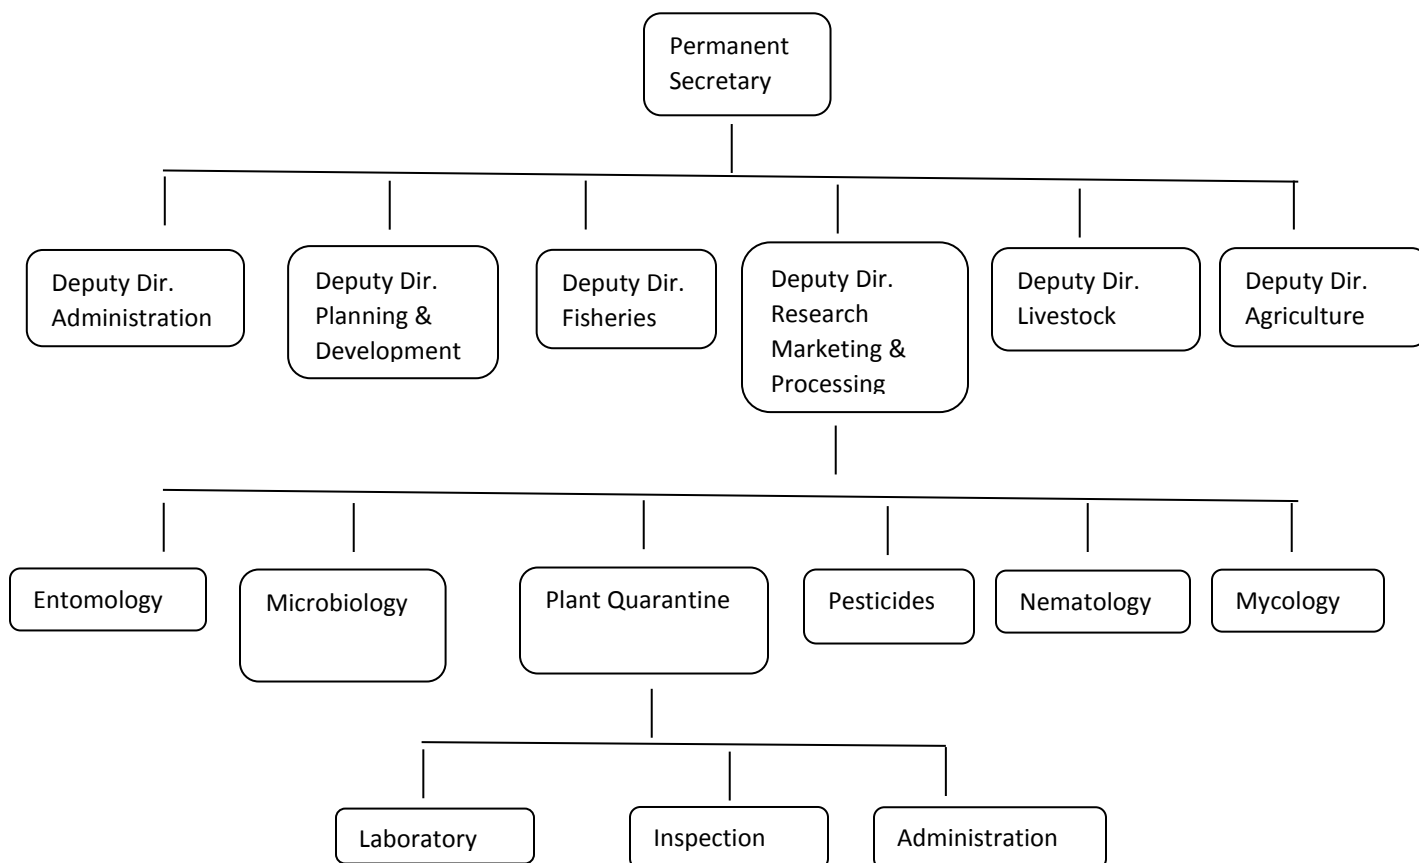 Permanent
Secretary
Deputy Dir.
Administration
Deputy Dir.
Planning &
Development
Deputy Dir.
Fisheries
Deputy Dir.
Research
Marketing &
Processing
Deputy Dir.
Livestock
Deputy Dir.
Agriculture
Entomology
Microbiology
Plant Quarantine
Pesticides
Nematology
Mycology
Laboratory
Inspection
Administration